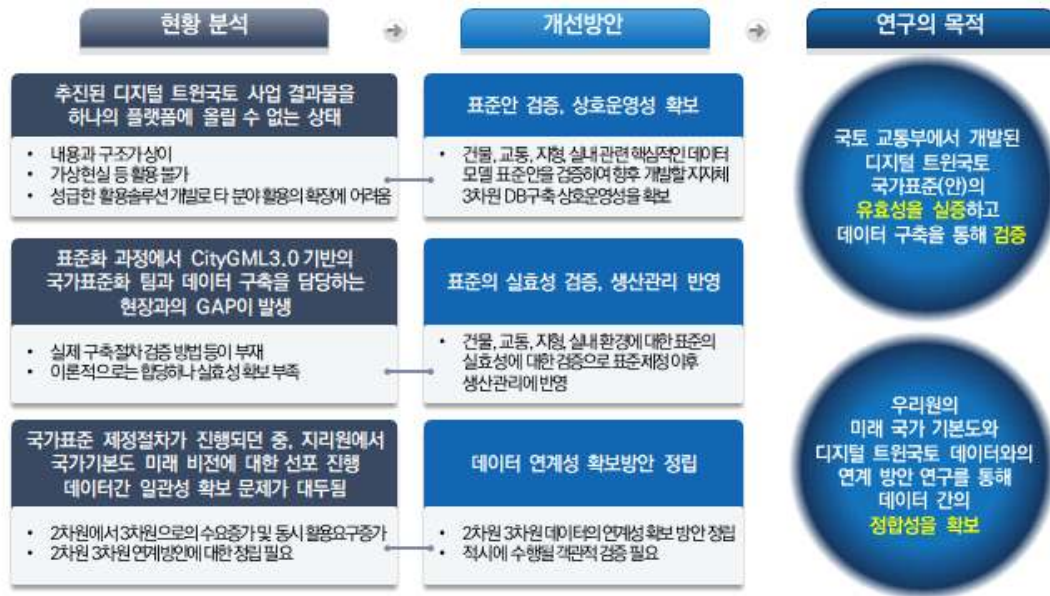 현황 분석
개선방안
연구의 목적
추진된 디지털 트윈국토 사업 결과물을
하나의 플랫폼에 올릴 수 없는 상태
• 내용과 구조가 상이
• 가상현실 등 활용 불가
• 성급한 활용솔루션 개발로 타 분야 활용의 확장에 어려움
표준안 검증, 상호운영성 확보
• 건물, 교통, 지형, 실내 관련 핵심적인 데이터
모델 표준안을 검증하여 향후 개발할 지자체
3차원 DB구축 상호운영성을 확보
국토 교통부에서 개발된
디지털 트윈국토
국가표준(안)의
유효성을 실증하고
데이터 구축을 통해 검증
표준화 과정에서 CityGML3.0 기반의
국가표준화 팀과 데이터 구축을 담당하는
현장과의 GAP이 발생
• 실제 구축절차 검증 방법 등이 부재
• 이론적으로는 합당하나 실효성 확보 부족
표준의 실효성 검증, 생산관리 반영
• 건물, 교통, 지형, 실내 환경에 대한 표준의
실효성에 대한 검증으로 표준제정 이후
생산관리에 반영
국가표준 제정절차가 진행되던 중, 지리원에서
국가기본도 미래 비전에 대한 선포 진행
데이터간 일관성 확보 문제가 대두됨
• 2차원에서 3차원으로의 수요증가 및 동시 활용요구증가
• 2차원 3차원 연계방안에 대한 정립 필요
데이터 연계성 확보방안 정립
• 2차원 3차원 데이터의 연계성 확보 방안 정립
• 적시에 수행될 객관적 검증 필요
우리원의
미래 국가 기본도와
디지털 트윈국토 데이터와의
연계 방안 연구를 통해
데이터 간의
정합성을 확보